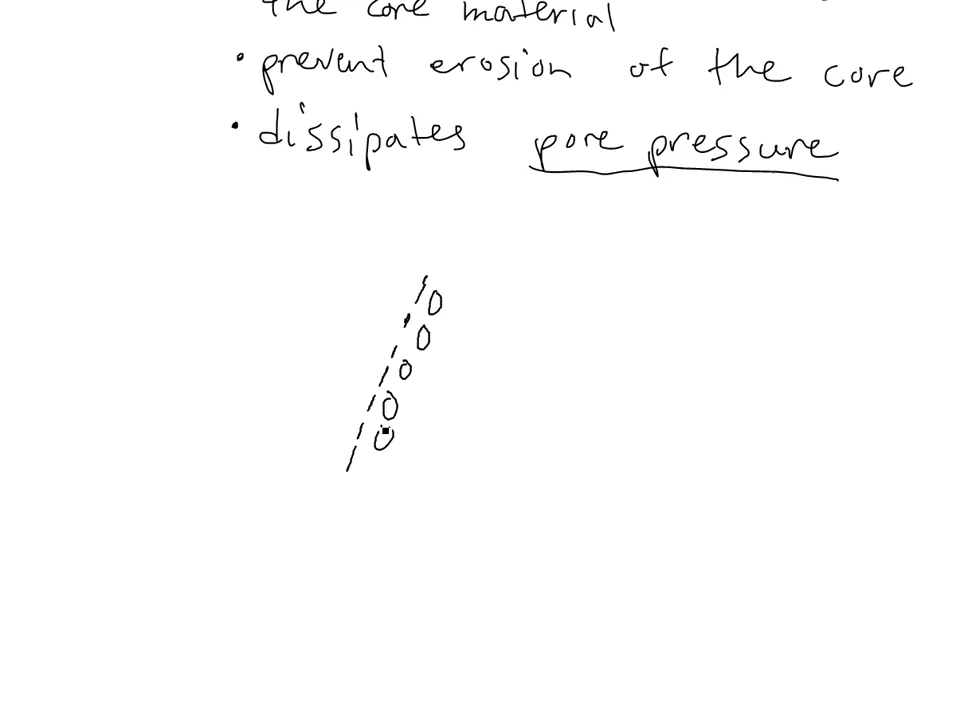 the core material
• prevent erosion of the core
• dissipates pore pressure